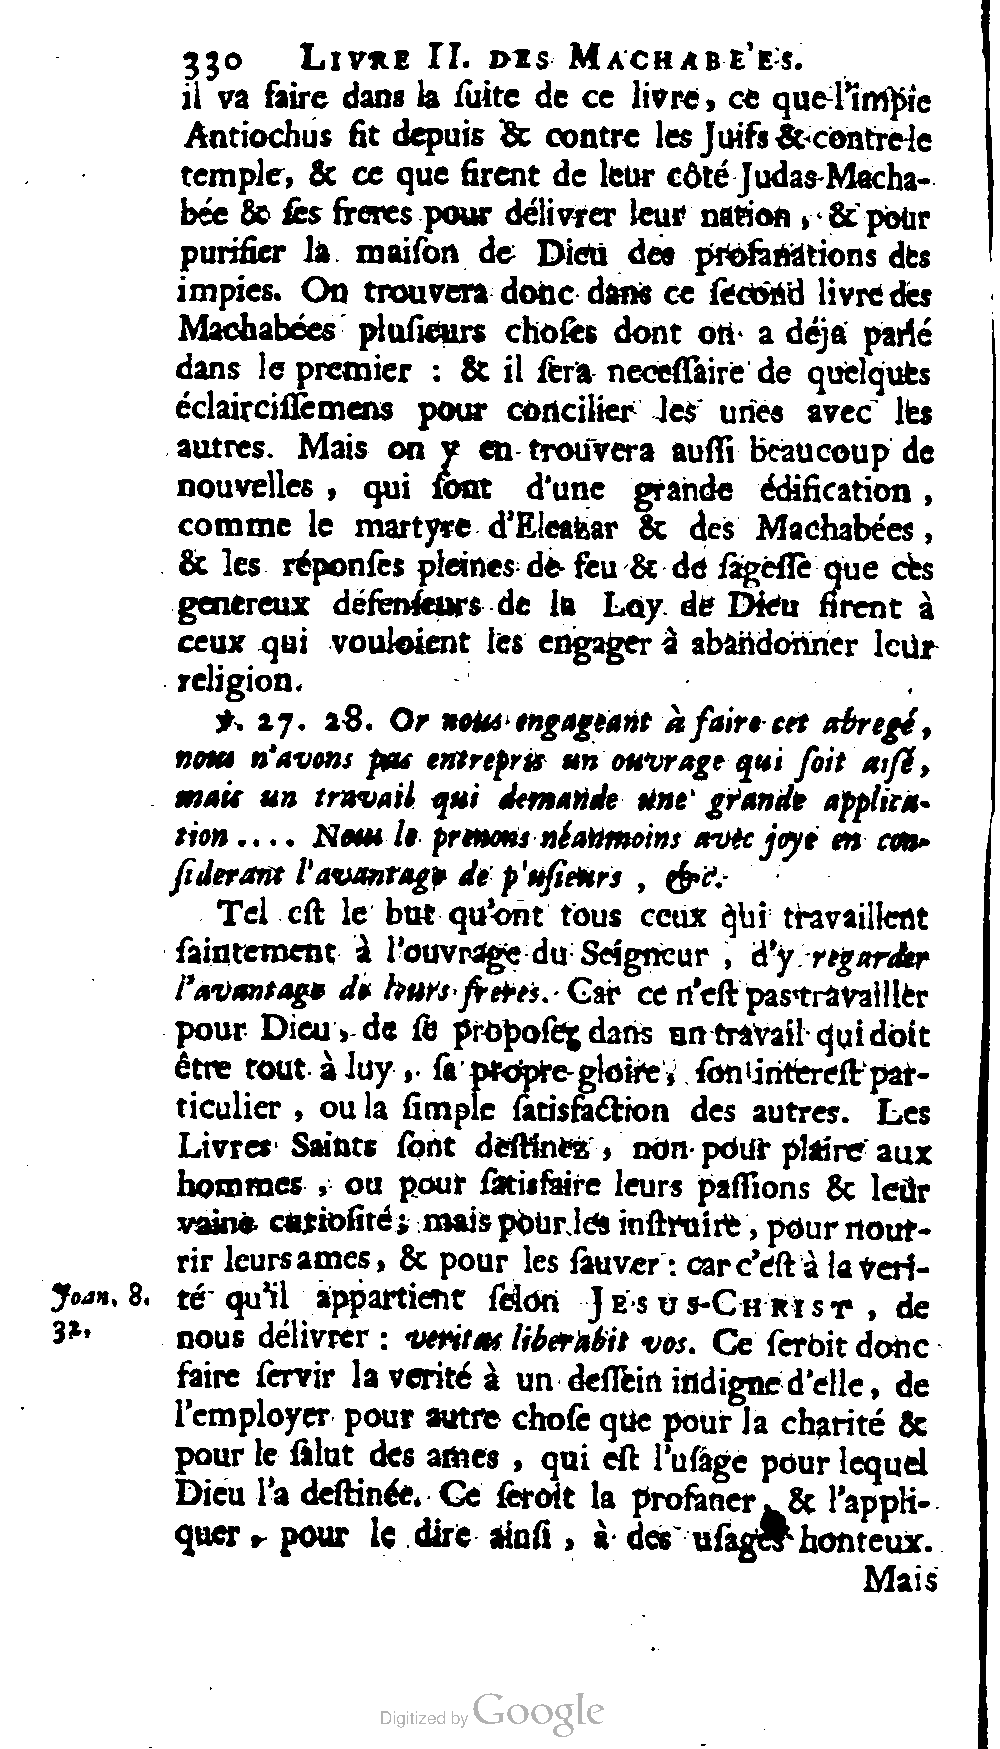 330 LIVRE II. DES MACHABE'ES.
il va faire dans la ſuite de ce livre, ce que l'impie
Antiochus fit depuis & contre les Juifs & contre le
temple, & ce que firent de leur côté Judas-Macha-
bée & ſes freres pour délivrer leur nation, & pour
purifier la maiſon de Dieu des profanations des
impies. On trouvera donc dans ce ſecond livre des
Machabées pluſieurs choſes dont on a déja parlé
dans le premier : & il ſera neceſſaire de quelques
éclairciſſemens pour concilier les unes avec les
autres. Mais on y en trouvera auſſi beaucoup de
nouvelles, qui ſont d'une grande édification,
comme le martyre d'Eleazar & des Machabées,
& les réponſes pleines de feu & de ſageſſe que ces
genereux défenſeurs de la Loy de Dieu firent à
ceux qui vouloient les engager à abandonner leur
religion.
℣. 27. 28. Or nous engageant à faire cet abregé,
nous n'avons pas entrepris un ouvrage qui ſoit aiſé,
mais un travail qui demande une grande applica-
tion .... Nous le prenons néanmoins avec joye en con-
ſiderant l'avantage de p'uſieurs, &c.
Tel eſt le but qu'ont tous ceux qui travaillent
ſaintement à l'ouvrage du Seigneur, d'y regarder
l'avantage de leurs freres. Car ce n'eſt pas travailler
pour Dieu, de ſe propoſer dans un travail qui doit
être tout à luy, ſa propre gloire, ſon intereſt par-
ticulier, ou la ſimple ſatisfaction des autres. Les
Livres Saints ſont deſtinez, non pour plaire aux
hommes, ou pour ſatisfaire leurs paſſions & leur
vaine curioſité; mais pour les inſtruire, pour nour-
rir leurs ames, & pour les ſauver : car c'eſt à la veri-
Joan. 8. 32.
té qu'il appartient ſelon JESUS-CHRIST, de
nous délivrer : veritas liberabit vos. Ce ſeroit donc
faire ſervir la verité à un deſſein indigne d'elle, de
l'employer pour autre choſe que pour la charité &
pour le ſalut des ames, qui eſt l'uſage pour lequel
Dieu l'a deſtinée. Ce ſeroit la profaner, & l'appli-
quer, pour le dire ainſi, à des uſages honteux.
Mais
Digitized by Google